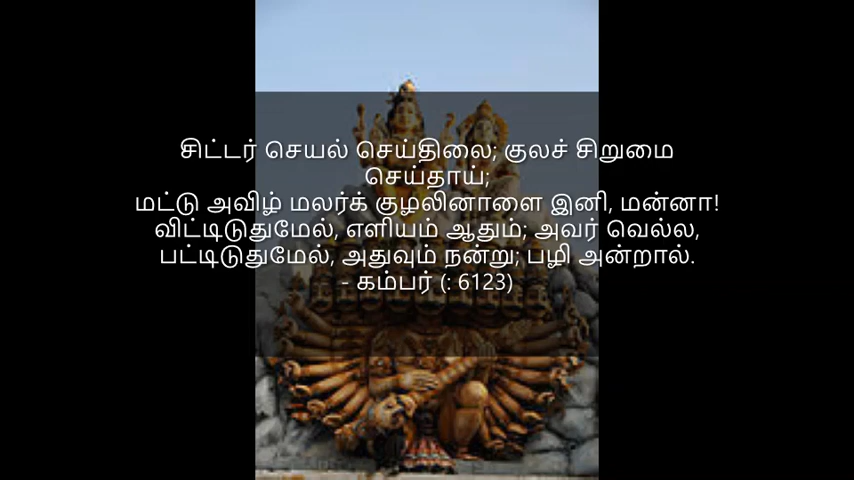 சிட்டர் செயல் செய்திலை; குலச் சிறுமை
செய்தாய்;
மட்டு அவிழ் மலர்க் குழலினாளை இனி, மன்னா!
விட்டிடுதுமேல், எளியம் ஆதும்; அவர் வெல்ல,
பட்டிடுதுமேல், அதுவும் நன்று; பழி அன்றால்.
- கம்பர் (: 6123)